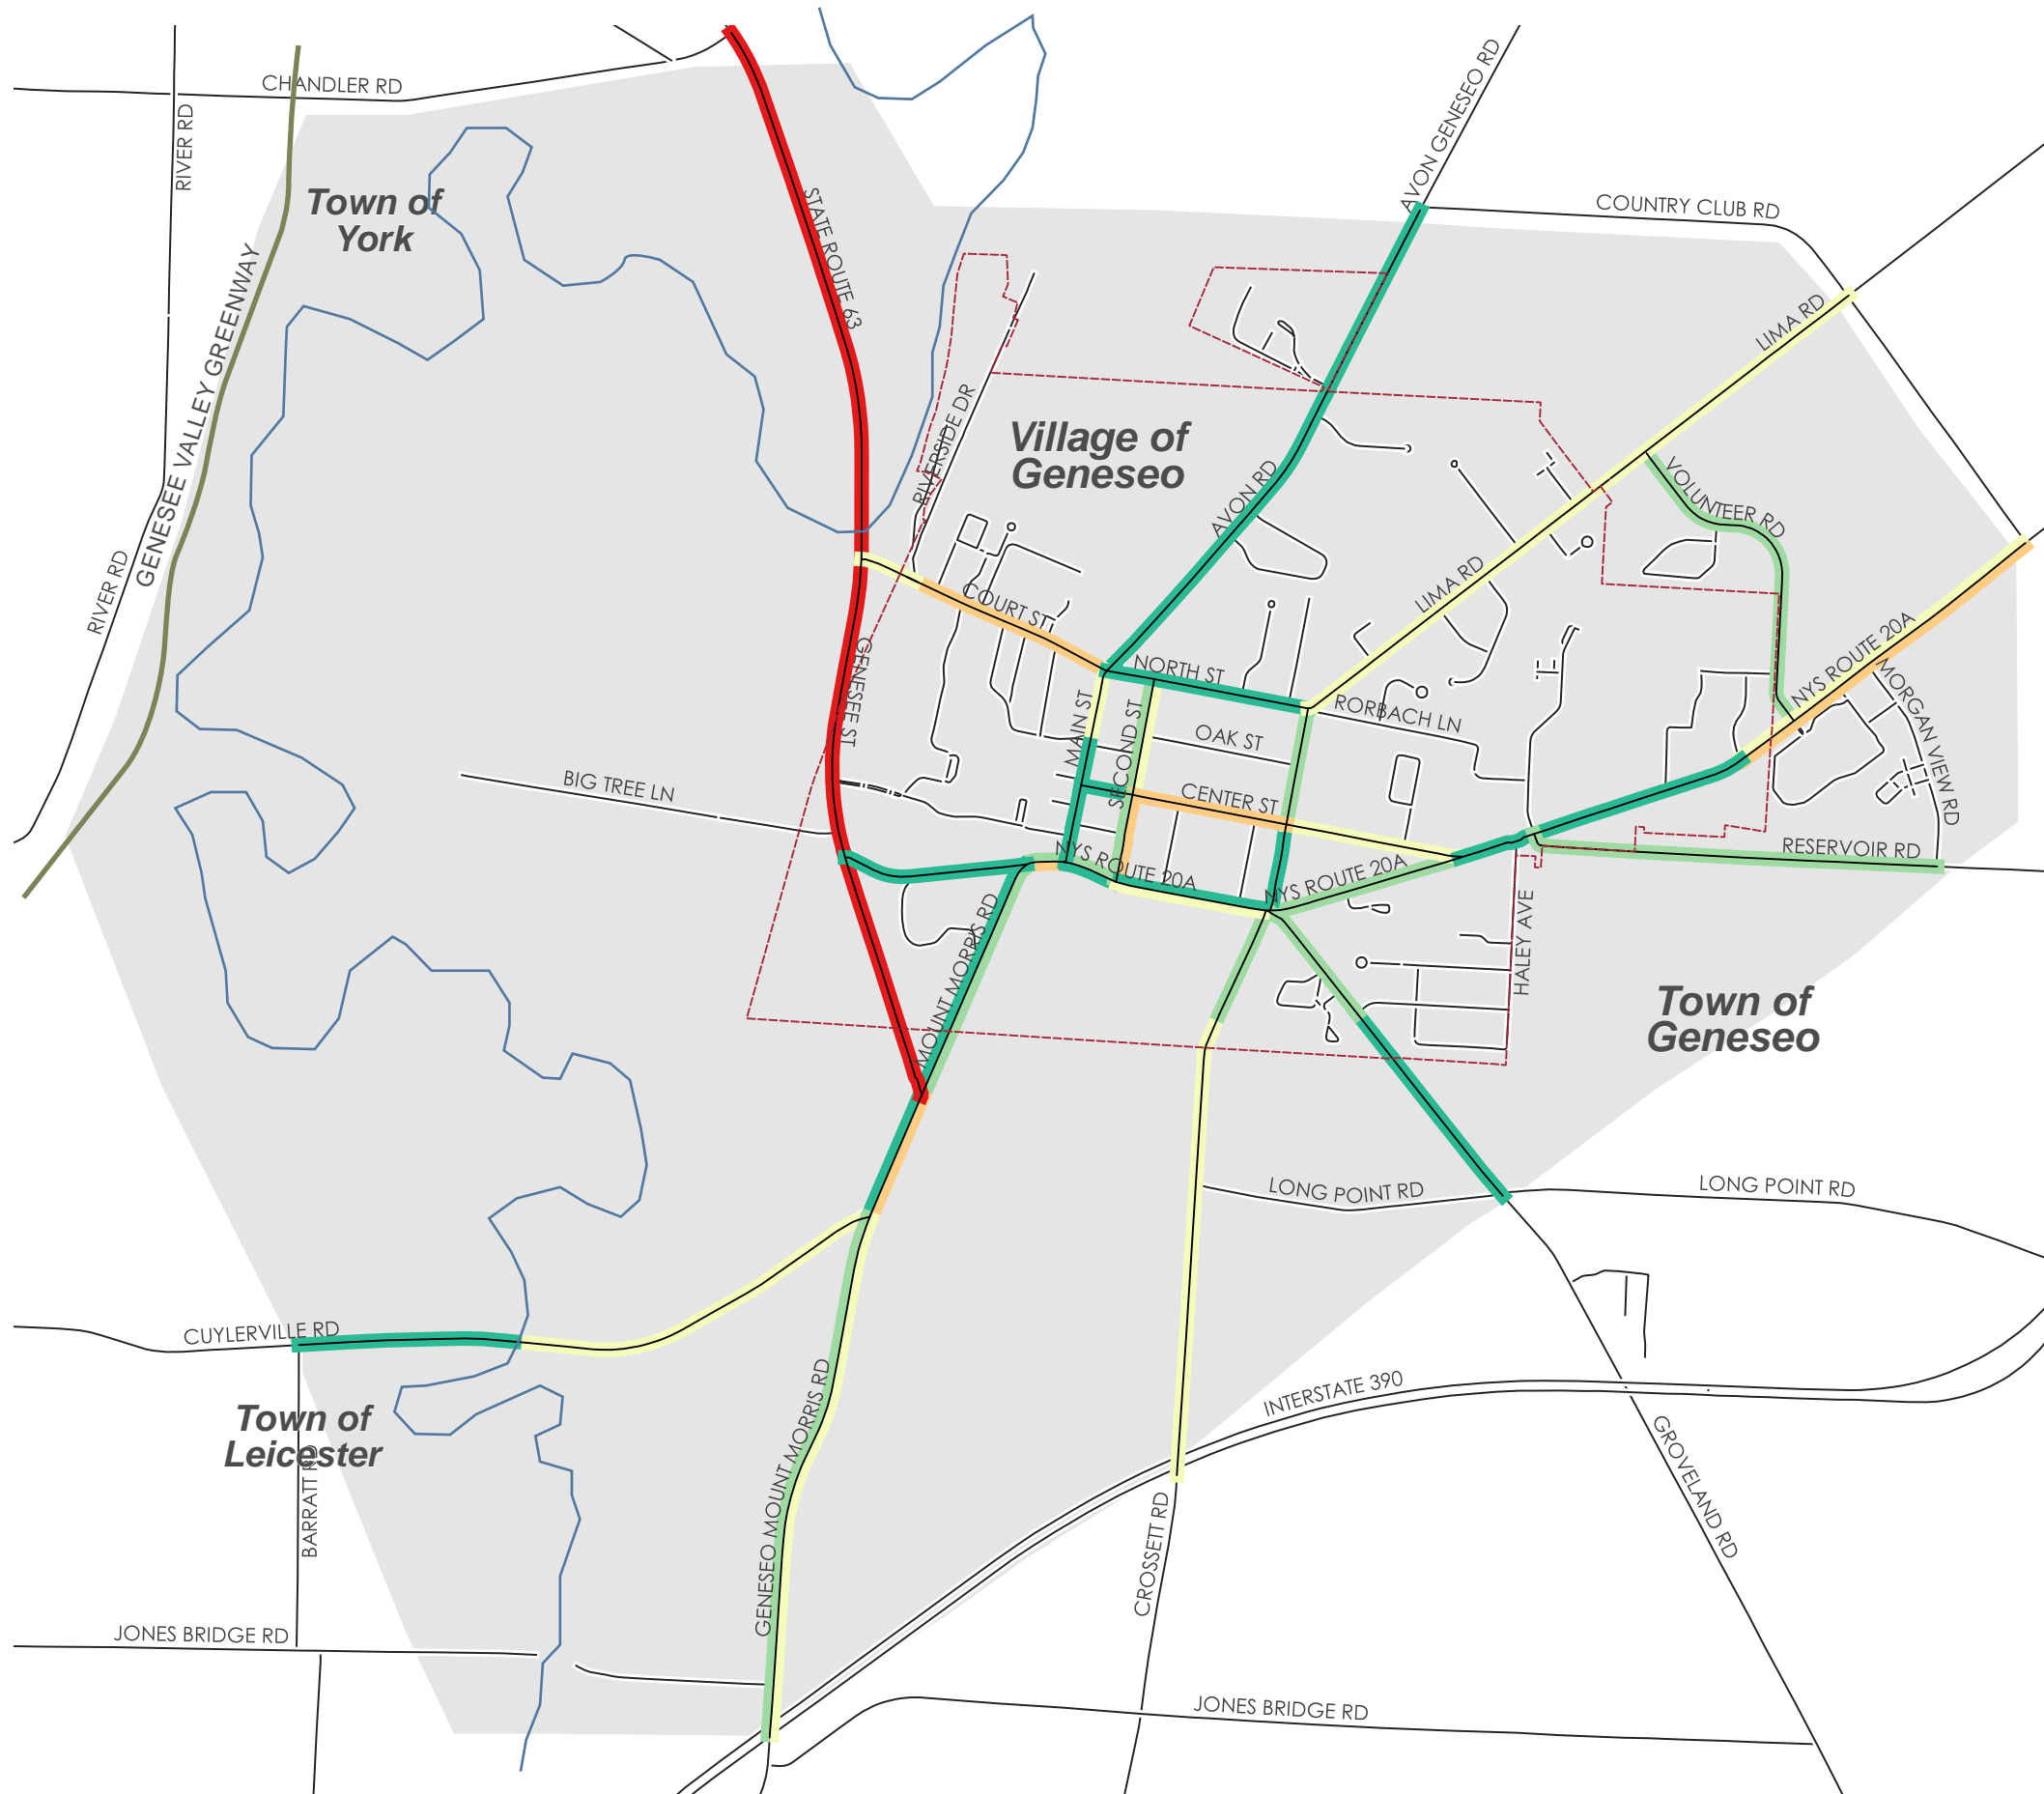 CHANDLER RD
RIVER RD
Town of
York
STATE ROUTE 63
AVON GENESEO RD
COUNTRY CLUB RD
LIMA RD
GENESEE VALLEY GREENWAY
RIVER RD
RIVERSIDE DR
Village of
Geneseo
AVON RD
VOLUNTEER RD
LIMA RD
COURT ST
GENESEE ST
NORTH ST
MAIN ST
SECOND ST
OAK ST
RORBACH LN
NYS ROUTE 20A
MORGAN VIEW RD
BIG TREE LN
CENTER ST
NYS ROUTE 20A
NYS ROUTE 20A
RESERVOIR RD
HALEY AVE
MOUNT MORRIS RD
Town of
Geneseo
LONG POINT RD
LONG POINT RD
CUYLERVILLE RD
Town of
Leicester
BARRATT RD
GENESEO MOUNT MORRIS RD
INTERSTATE 390
CROSSETT RD
GROVELAND RD
JONES BRIDGE RD
JONES BRIDGE RD